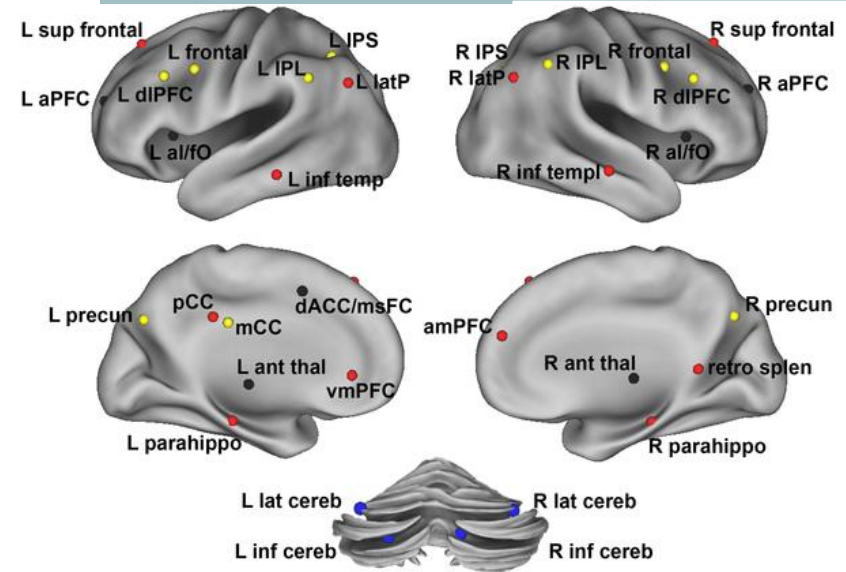 L sup frontal
L frontal
L IPS
L IPL
L latP
L aPFC
L dlPFC
L al/fO
L inf temp
R sup frontal
R IPS
R frontal
R IPL
R latP
R dlPFC
R aPFC
R al/fO
R inf templ
L precun
pCC
mCC
dACC/msFC
L ant thal
vmPFC
L parahippo
R precun
amPFC
R ant thal
retro splen
R parahippo
L lat cereb
R lat cereb
L inf cereb
R inf cereb